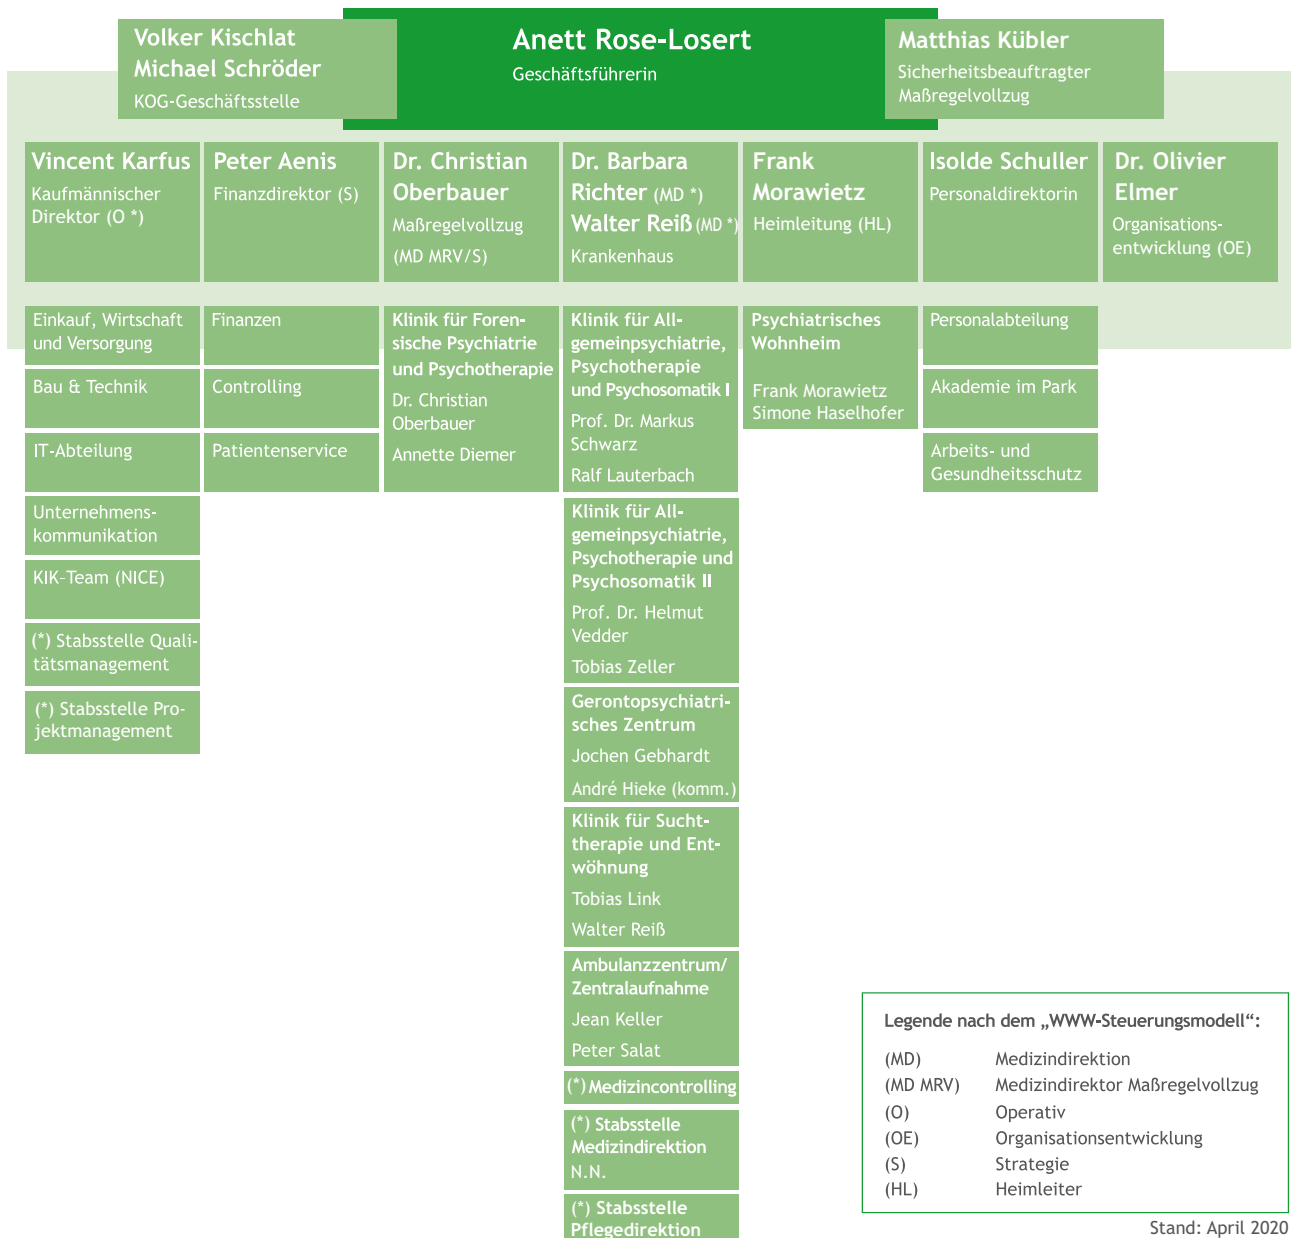 Volker Kischlat
Michael Schröder
KOG-Geschäftsstelle
Anett Rose-Losert
Geschäftsführerin
Matthias Kübler
Sicherheitsbeauftragter
Maßregelvollzug
Vincent Karfus
Kaufmännischer
Direktor (O *)
Peter Aenis
Finanzdirektor (S)
Dr. Christian
Oberbauer
Maßregelvollzug
(MD MRV/S)
Dr. Barbara
Richter (MD *)
Walter Reiß (MD *)
Krankenhaus
Frank
Morawietz
Heimleitung (HL)
Isolde Schuller
Personaldirektorin
Dr. Olivier
Elmer
Organisations-
entwicklung (OE)
Einkauf, Wirtschaft
und Versorgung
Bau & Technik
IT-Abteilung
Unternehmens-
kommunikation
KIK-Team (NICE)
(*) Stabsstelle Quali-
tätsmanagement
(*) Stabsstelle Pro-
jektmanagement
Finanzen
Controlling
Patientenservice
Klinik für Foren-
sische Psychiatrie
und Psychotherapie
Dr. Christian
Oberbauer
Annette Diemer
Klinik für All-
gemeinpsychiatrie,
Psychotherapie
und Psychosomatik I
Prof. Dr. Markus
Schwarz
Ralf Lauterbach
Klinik für All-
gemeinpsychiatrie,
Psychotherapie und
Psychosomatik II
Prof. Dr. Helmut
Vedder
Tobias Zeller
Gerontopsychiatri-
sches Zentrum
Jochen Gebhardt
André Hieke (komm.)
Klinik für Sucht-
therapie und Ent-
wöhnung
Tobias Link
Walter Reiß
Ambulanzzentrum/
Zentralaufnahme
Jean Keller
Peter Salat
(*) Medizincontrolling
(*) Stabsstelle
Medizindirektion
N.N.
(*) Stabsstelle
Pflegedirektion
Psychiatrisches
Wohnheim
Frank Morawietz
Simone Haselhofer
Personalabteilung
Akademie im Park
Arbeits- und
Gesundheitsschutz
Legende nach dem „WWW-Steuerungsmodell“:
(MD) Medizindirektion
(MD MRV) Medizindirektor Maßregelvollzug
(O) Operativ
(OE) Organisationsentwicklung
(S) Strategie
(HL) Heimleiter
Stand: April 2020